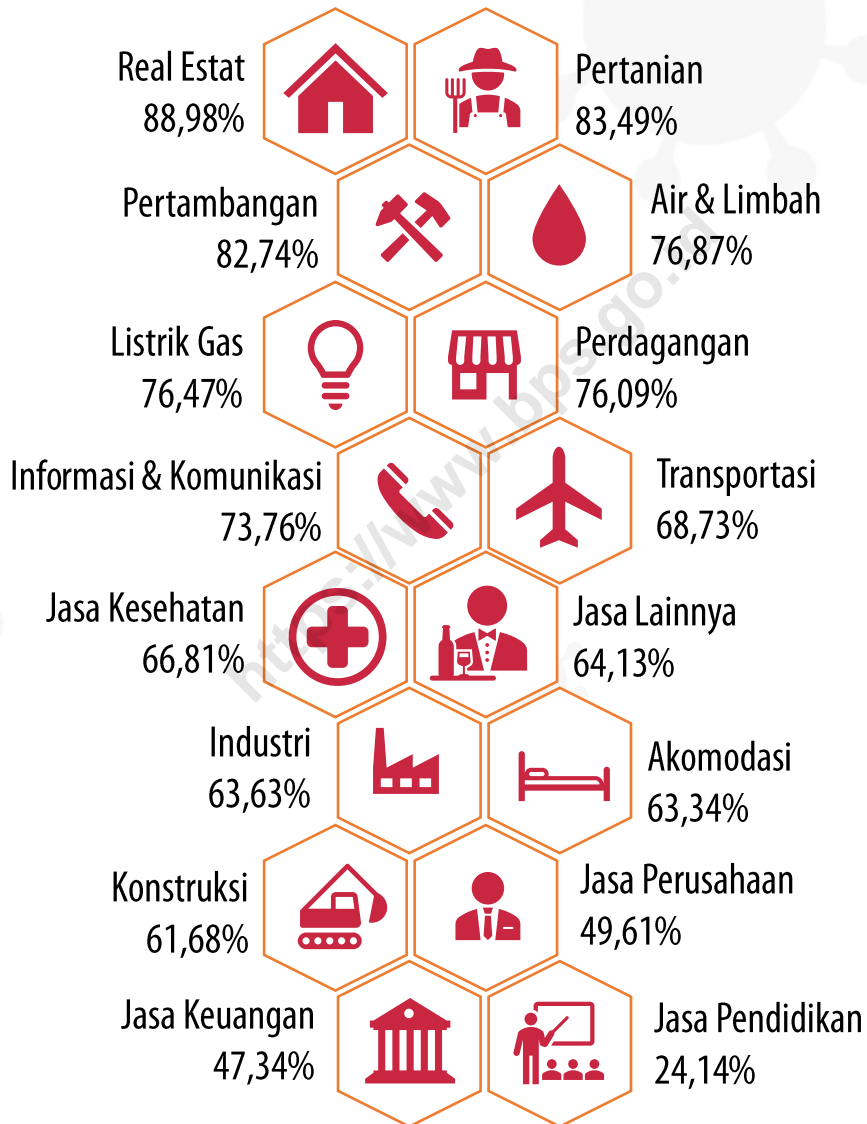 Real Estat
88,98%
Pertanian
83,49%
Pertambangan
82,74%
Air & Limbah
76,87%
Listrik Gas
76,47%
Perdagangan
76,09%
Informasi & Komunikasi
73,76%
Transportasi
68,73%
Jasa Kesehatan
66,81%
Jasa Lainnya
64,13%
Industri
63,63%
Akomodasi
63,34%
Konstruksi
61,68%
Jasa Perusahaan
49,61%
Jasa Keuangan
47,34%
Jasa Pendidikan
24,14%
https://www.bps.go.id